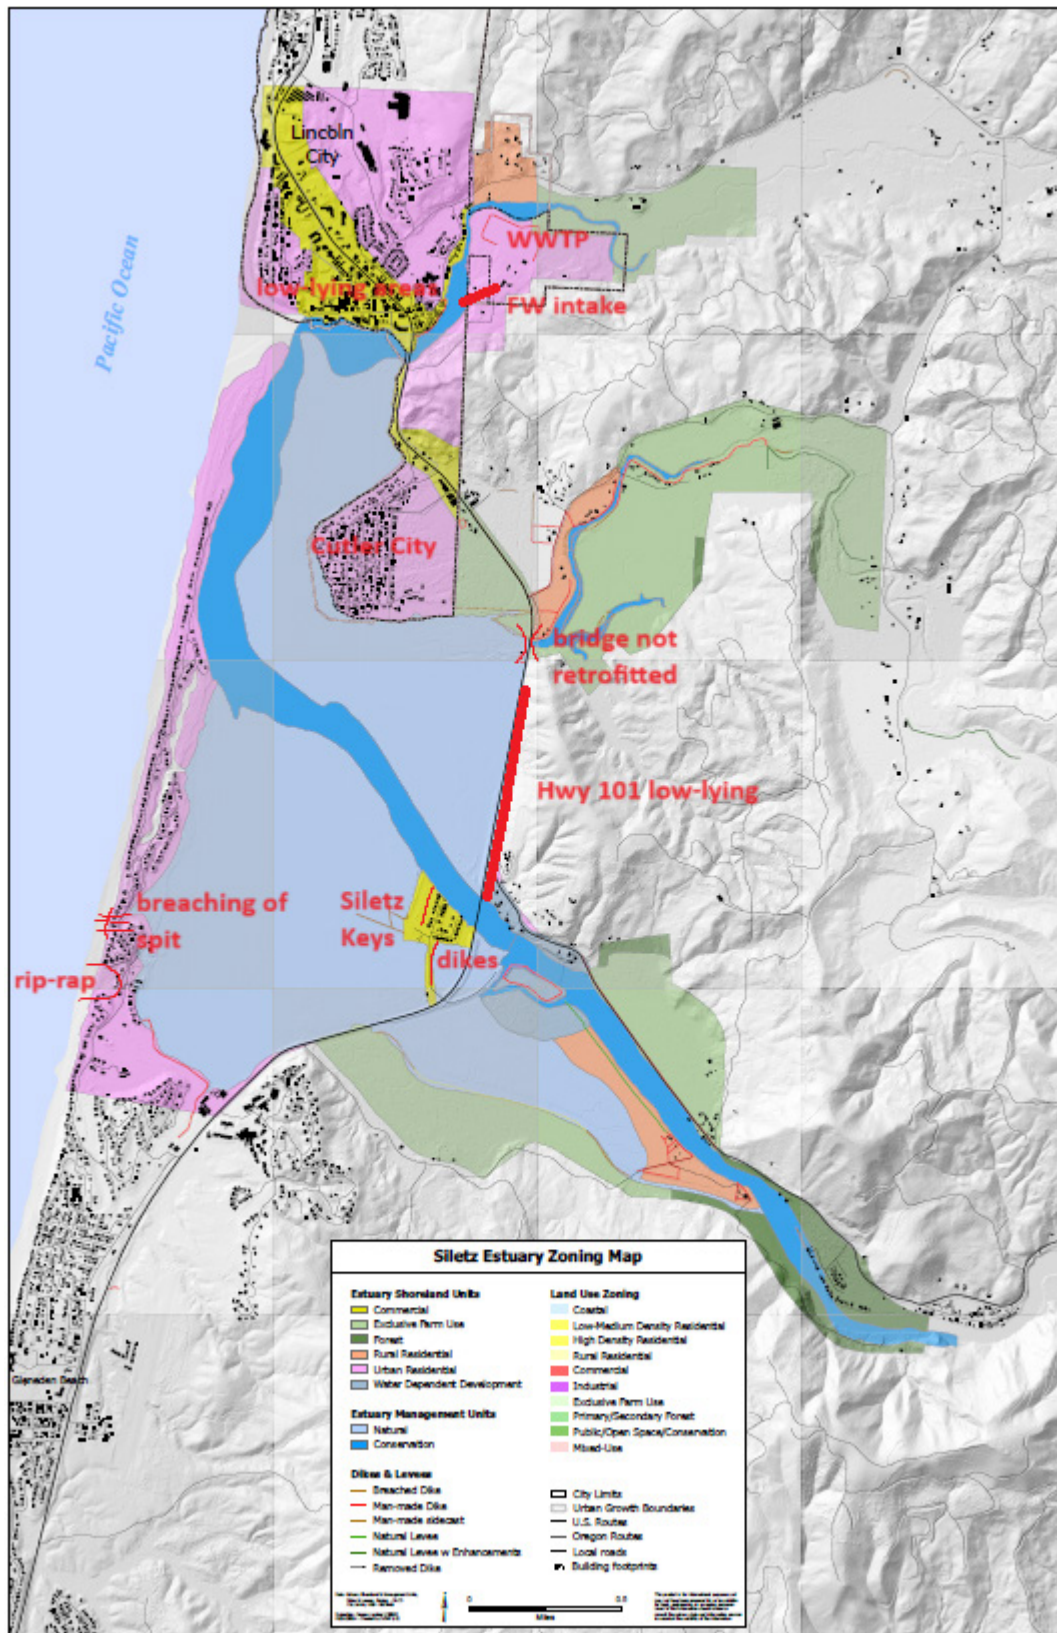 Lincoln
City
Pacific Ocean
WWTP
low-lying areas
FW intake
Cutler City
bridge not
retrofitted
Hwy 101 low-lying
breaching of
spit
Siletz
Keys
dikes
rip-rap
Gleneden Beach
Siletz Estuary Zoning Map
Estuary Shoreland Units
Commercial
Exclusive Farm Use
Forest
Rural Residential
Urban Residential
Water Dependent Development
Estuary Management Units
Natural
Conservation
Dikes & Levees
Breached Dike
Man-made Dike
Man-made sidecast
Natural Levee
Natural Levee w Enhancements
Removed Dike
Land Use Zoning
Coastal
Low-Medium Density Residential
High Density Residential
Rural Residential
Commercial
Industrial
Exclusive Farm Use
Primary/Secondary Forest
Public/Open Space/Conservation
Mixed-Use
City Limits
Urban Growth Boundaries
U.S. Routes
Oregon Routes
Local roads
Building footprints
0
Miles